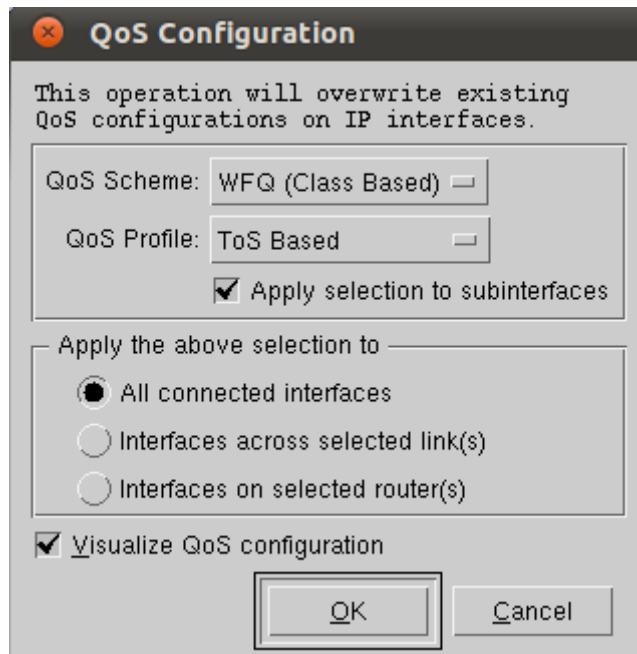 QoS Configuration
This operation will overwrite existing
QoS configurations on IP interfaces.
QoS Scheme: WFQ (Class Based)
QoS Profile: ToS Based
Apply selection to subinterfaces
Apply the above selection to
All connected interfaces
Interfaces across selected link(s)
Interfaces on selected router(s)
Visualize QoS configuration
OK Cancel